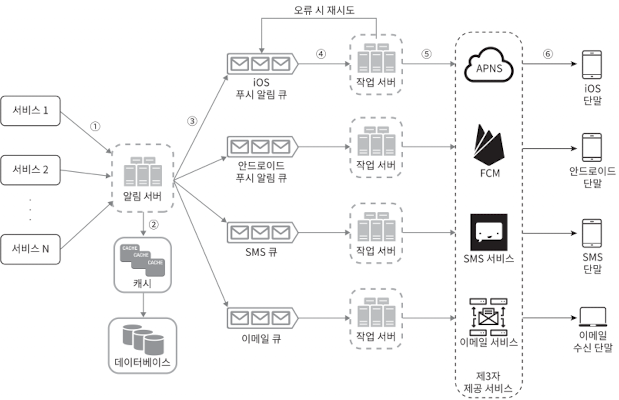 오류 시 재시도
④
⑤
⑥
iOS
푸시 알림 큐
작업 서버
APNS
iOS
단말
서비스 1
①
③
서비스 2
알림 서버
안드로이드
푸시 알림 큐
작업 서버
FCM
안드로이드
단말
서비스 N
②
CACHE
CACHE
CACHE
캐시
SMS 큐
작업 서버
SMS 서비스
SMS
단말
데이터베이스
이메일 큐
작업 서버
이메일 서비스
이메일
수신 단말
제3자
제공 서비스